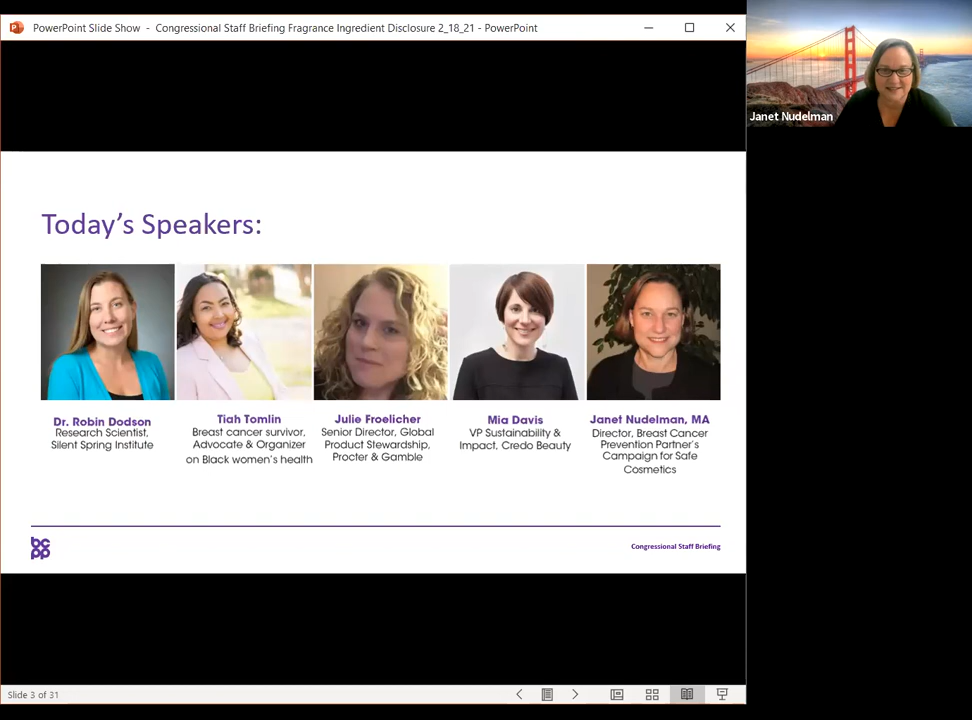 PowerPoint Slide Show - Congressional Staff Briefing Fragrance Ingredient Disclosure 2_18_21 - PowerPoint
Janet Nudelman
Today's Speakers:
Dr. Robin Dodson
Research Scientist,
Silent Spring Institute
Tiah Tomlin
Breast cancer survivor,
Advocate & Organizer
on Black women's health
Julie Froelicher
Senior Director, Global
Product Stewardship,
Procter & Gamble
Mia Davis
VP Sustainability &
Impact, Credo Beauty
Janet Nudelman, MA
Director, Breast Cancer
Prevention Partner's
Campaign for Safe
Cosmetics
bc
pp
Congressional Staff Briefing
Slide 3 of 31